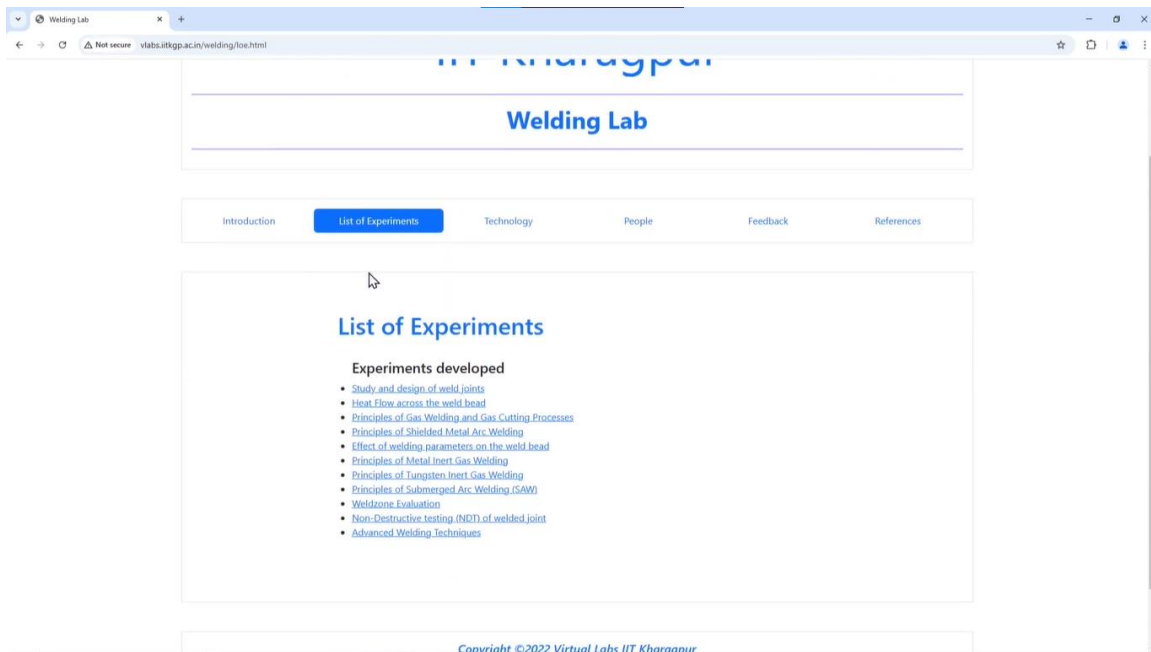 Welding Lab
Not secure vlabs.iitkgp.ac.in/welding/loe.html
IIT Kharagpur
Welding Lab
Introduction List of Experiments Technology People Feedback References
List of Experiments
Experiments developed
Study and design of weld joints
Heat Flow across the weld bead
Principles of Gas Welding and Gas Cutting Processes
Principles of Shielded Metal Arc Welding
Effect of welding parameters on the weld bead
Principles of Metal Inert Gas Welding
Principles of Tungsten Inert Gas Welding
Principles of Submerged Arc Welding (SAW)
Weldzone Evaluation
Non-Destructive testing (NDT) of welded joint
Advanced Welding Techniques
Copyright ©2022 Virtual Labs IIT Kharagpur